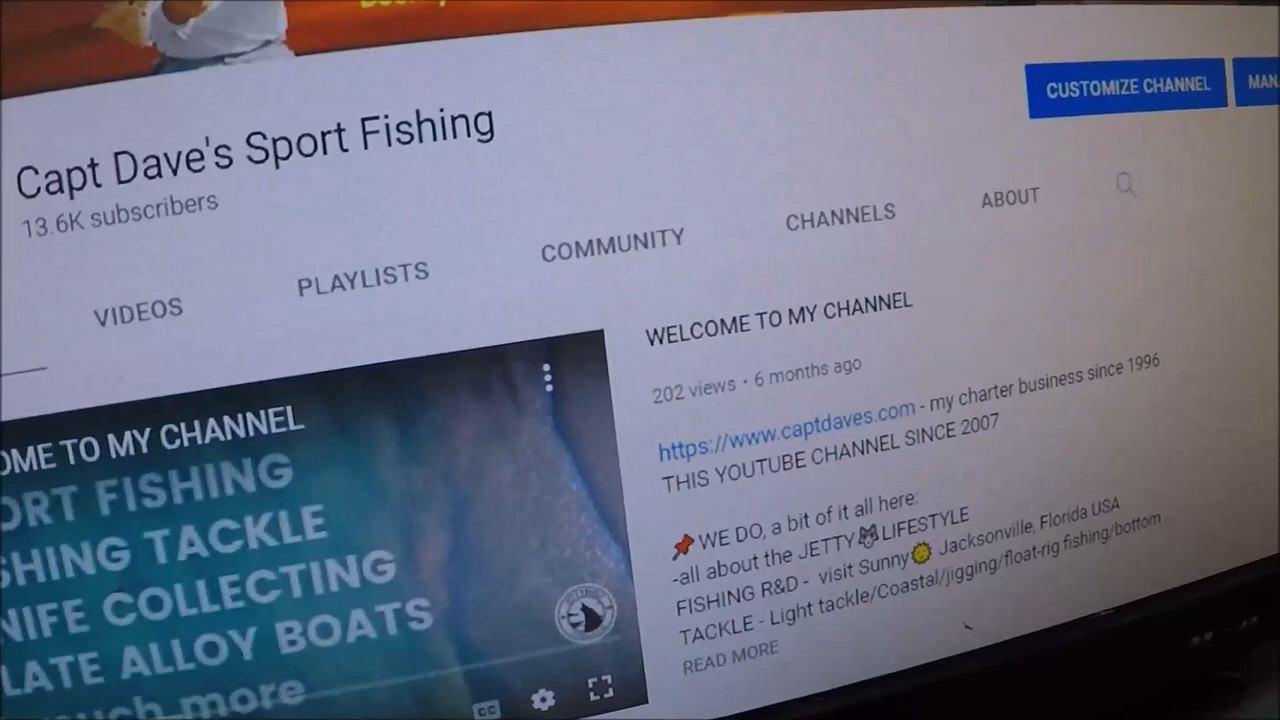 CUSTOMIZE CHANNEL
MAN
Capt Dave's Sport Fishing
13.6K subscribers
VIDEOS
PLAYLISTS
COMMUNITY
CHANNELS
ABOUT
OME TO MY CHANNEL
ORT FISHING
SHING TACKLE
NIFE COLLECTING
LATE ALLOY BOATS
much more
CC
WELCOME TO MY CHANNEL
202 views • 6 months ago
https://www.captdaves.com - my charter business since 1996
THIS YOUTUBE CHANNEL SINCE 2007
📌WE DO, a bit of it all here:
-all about the JETTY🐺LIFESTYLE
FISHING R&D - visit Sunny🌞 Jacksonville, Florida USA
TACKLE - Light tackle/Coastal/jigging/float-rig fishing/bottom
READ MORE